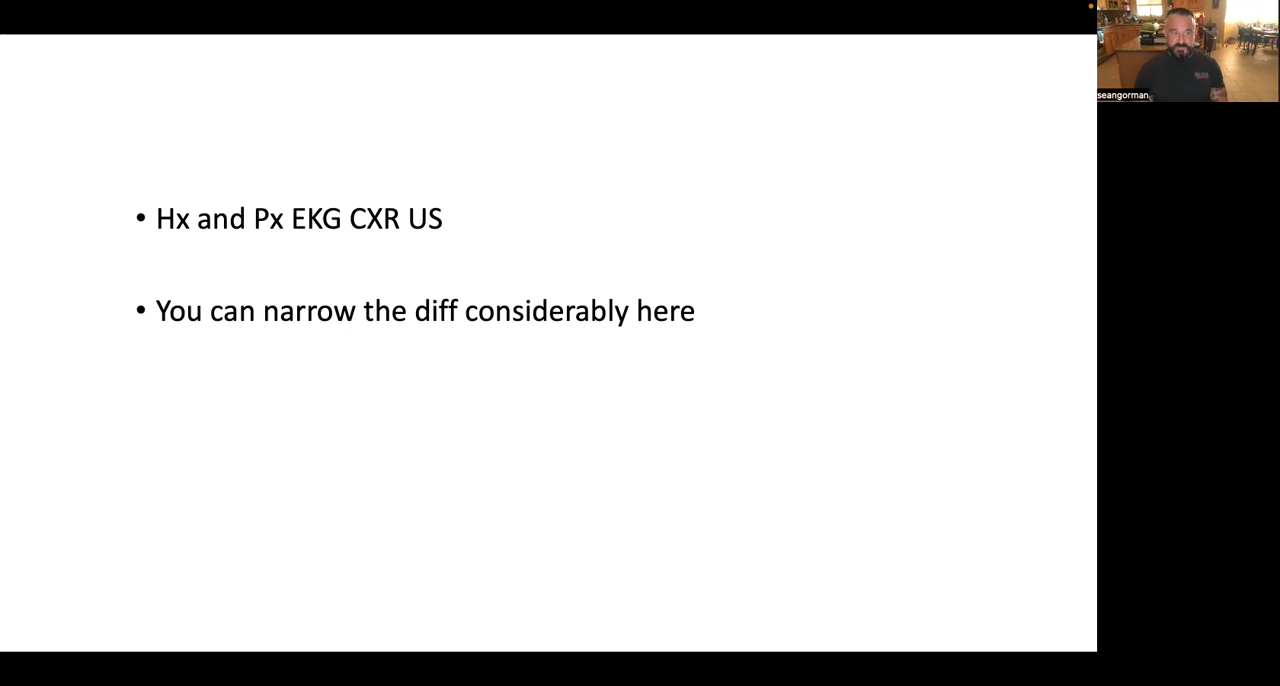 • Hx and Px EKG CXR US
• You can narrow the diff considerably here
seangorman